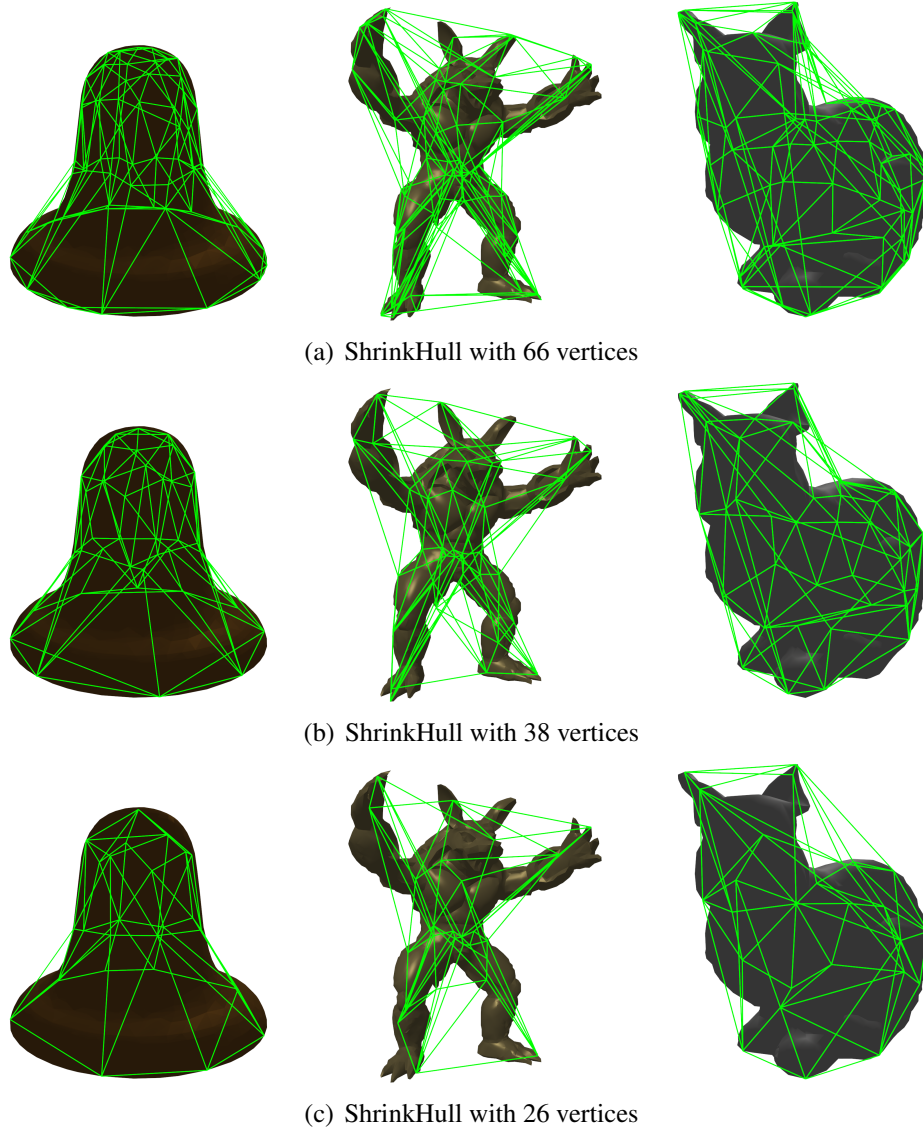 (a) ShrinkHull with 66 vertices
(b) ShrinkHull with 38 vertices
(c) ShrinkHull with 26 vertices